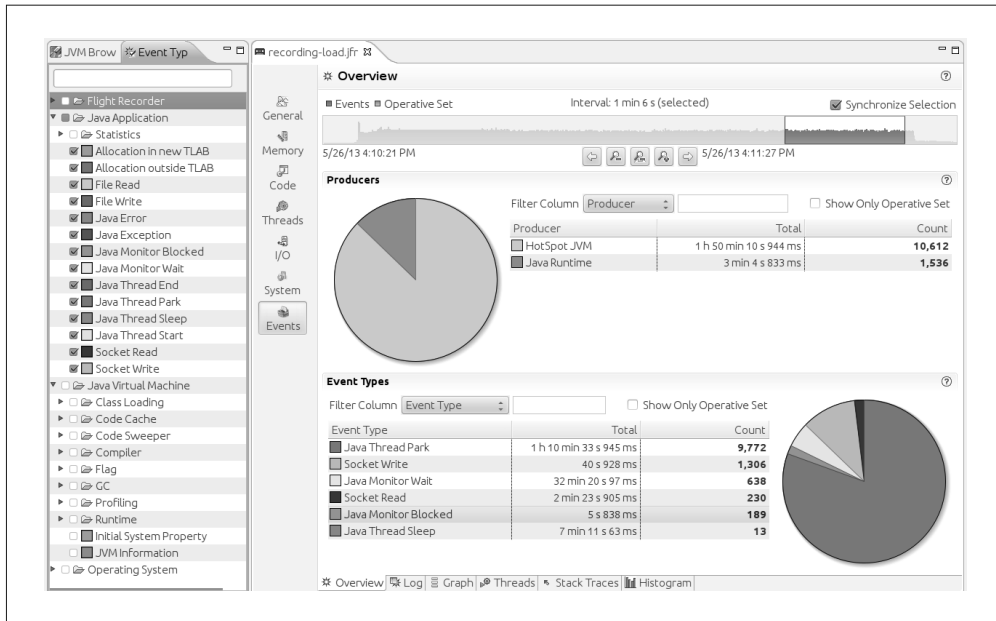 JVM Brow Event Typ
Flight Recorder
Java Application
Statistics
Allocation in new TLAB
Allocation outside TLAB
File Read
File Write
Java Error
Java Exception
Java Monitor Blocked
Java Monitor Wait
Java Thread End
Java Thread Park
Java Thread Sleep
Java Thread Start
Socket Read
Socket Write
Java Virtual Machine
Class Loading
Code Cache
Code Sweeper
Compiler
Flag
GC
Profiling
Runtime
Initial System Property
JVM Information
Operating System
recording-load.jfr
General
Memory
Code
Threads
I/O
System
Events
Overview
Events Operative Set Interval: 1 min 6 s (selected) Synchronize Selection
5/26/13 4:10:21 PM 5/26/13 4:11:27 PM
Producers
Filter Column Producer Show Only Operative Set
Producer Total Count
HotSpot JVM 1 h 50 min 10 s 944 ms 10,612
Java Runtime 3 min 4 s 833 ms 1,536
Event Types
Filter Column Event Type Show Only Operative Set
Event Type Total Count
Java Thread Park 1 h 10 min 33 s 945 ms 9,772
Socket Write 40 s 928 ms 1,306
Java Monitor Wait 32 min 20 s 97 ms 638
Socket Read 2 min 23 s 905 ms 230
Java Monitor Blocked 5 s 838 ms 189
Java Thread Sleep 7 min 11 s 63 ms 13
Overview Log Graph Threads Stack Traces Histogram